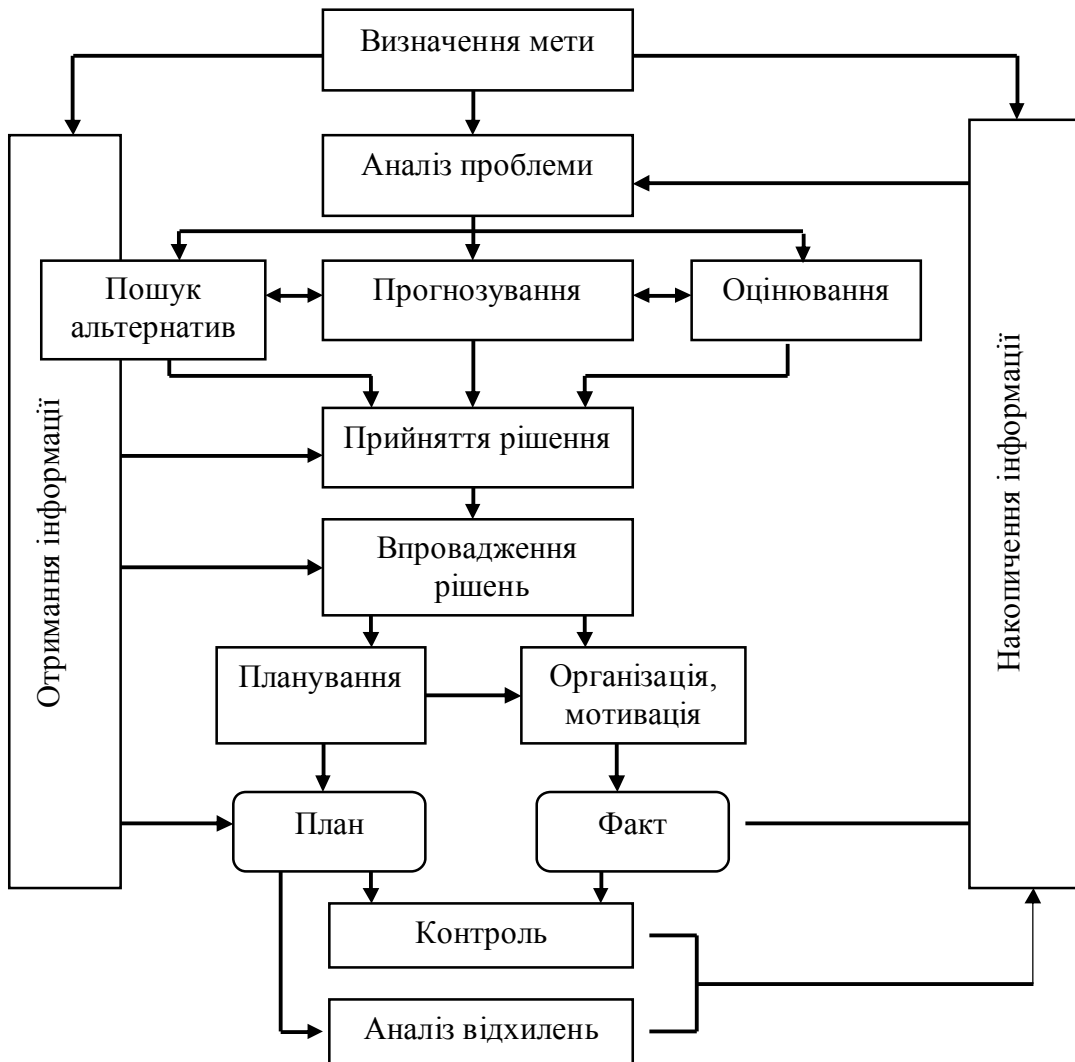 Визначення мети
Аналіз проблеми
Пошук
альтернатив
Прогнозування
Оцінювання
Прийняття рішення
Впровадження
рішень
Планування
Організація,
мотивація
План
Факт
Контроль
Аналіз відхилень
Отримання інформації
Накопичення інформації